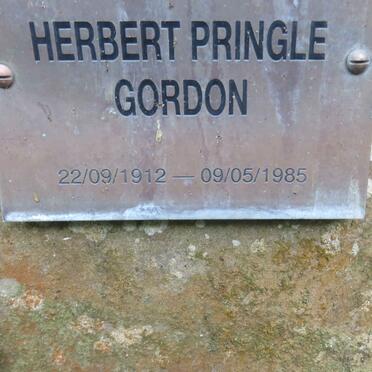 HERBERT PRINGLE
GORDON
22/09/1912 — 09/05/1985